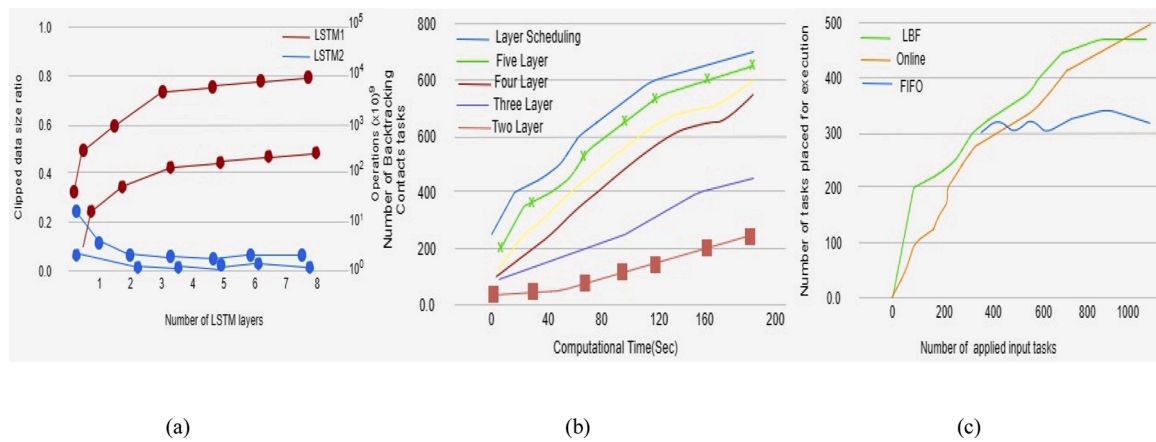 1.0
0.8
0.6
0.4
0.2
0.0
Clipped data size ratio
LSTM1
LSTM2
10^5
10^4
10^3
10^2
10^1
10^0
Operations (x10)^9
1 2 3 4 5 6 7 8
Number of LSTM layers
(a)
800
600
600
400
200
0.0
Number of Backtracking
Contacts tasks
Layer Scheduling
Five Layer
Four Layer
Three Layer
Two Layer
0 40 80 120 160 200
Computational Time(Sec)
(b)
500
400
300
200
100
0.0
Number of tasks placed for execution
LBF
Online
FIFO
0 200 400 600 800 1000
Number of applied input tasks
(c)